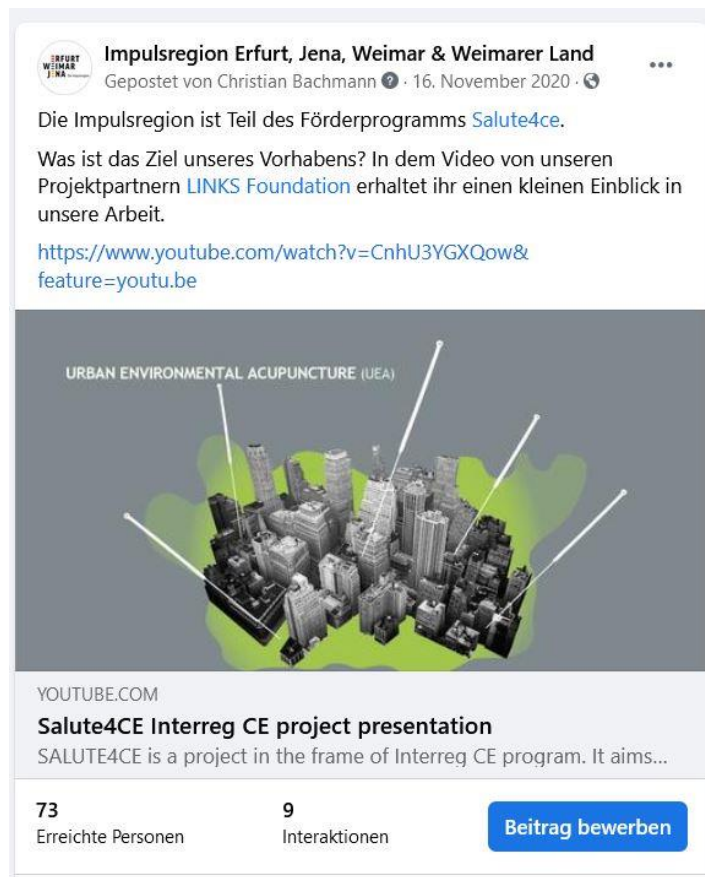 ERFURT
WEIMAR
JENA
Impulsregion Erfurt, Jena, Weimar & Weimarer Land
Gepostet von Christian Bachmann · 16. November 2020 ·
Die Impulsregion ist Teil des Förderprogramms Salute4ce.
Was ist das Ziel unseres Vorhabens? In dem Video von unseren
Projektpartnern LINKS Foundation erhaltet ihr einen kleinen Einblick in
unsere Arbeit.
https://www.youtube.com/watch?v=CnhU3YGXQow&
feature=youtu.be
URBAN ENVIRONMENTAL ACUPUNCTURE (UEA)
YOUTUBE.COM
Salute4CE Interreg CE project presentation
SALUTE4CE is a project in the frame of Interreg CE program. It aims...
73
Erreichte Personen
9
Interaktionen
Beitrag bewerben